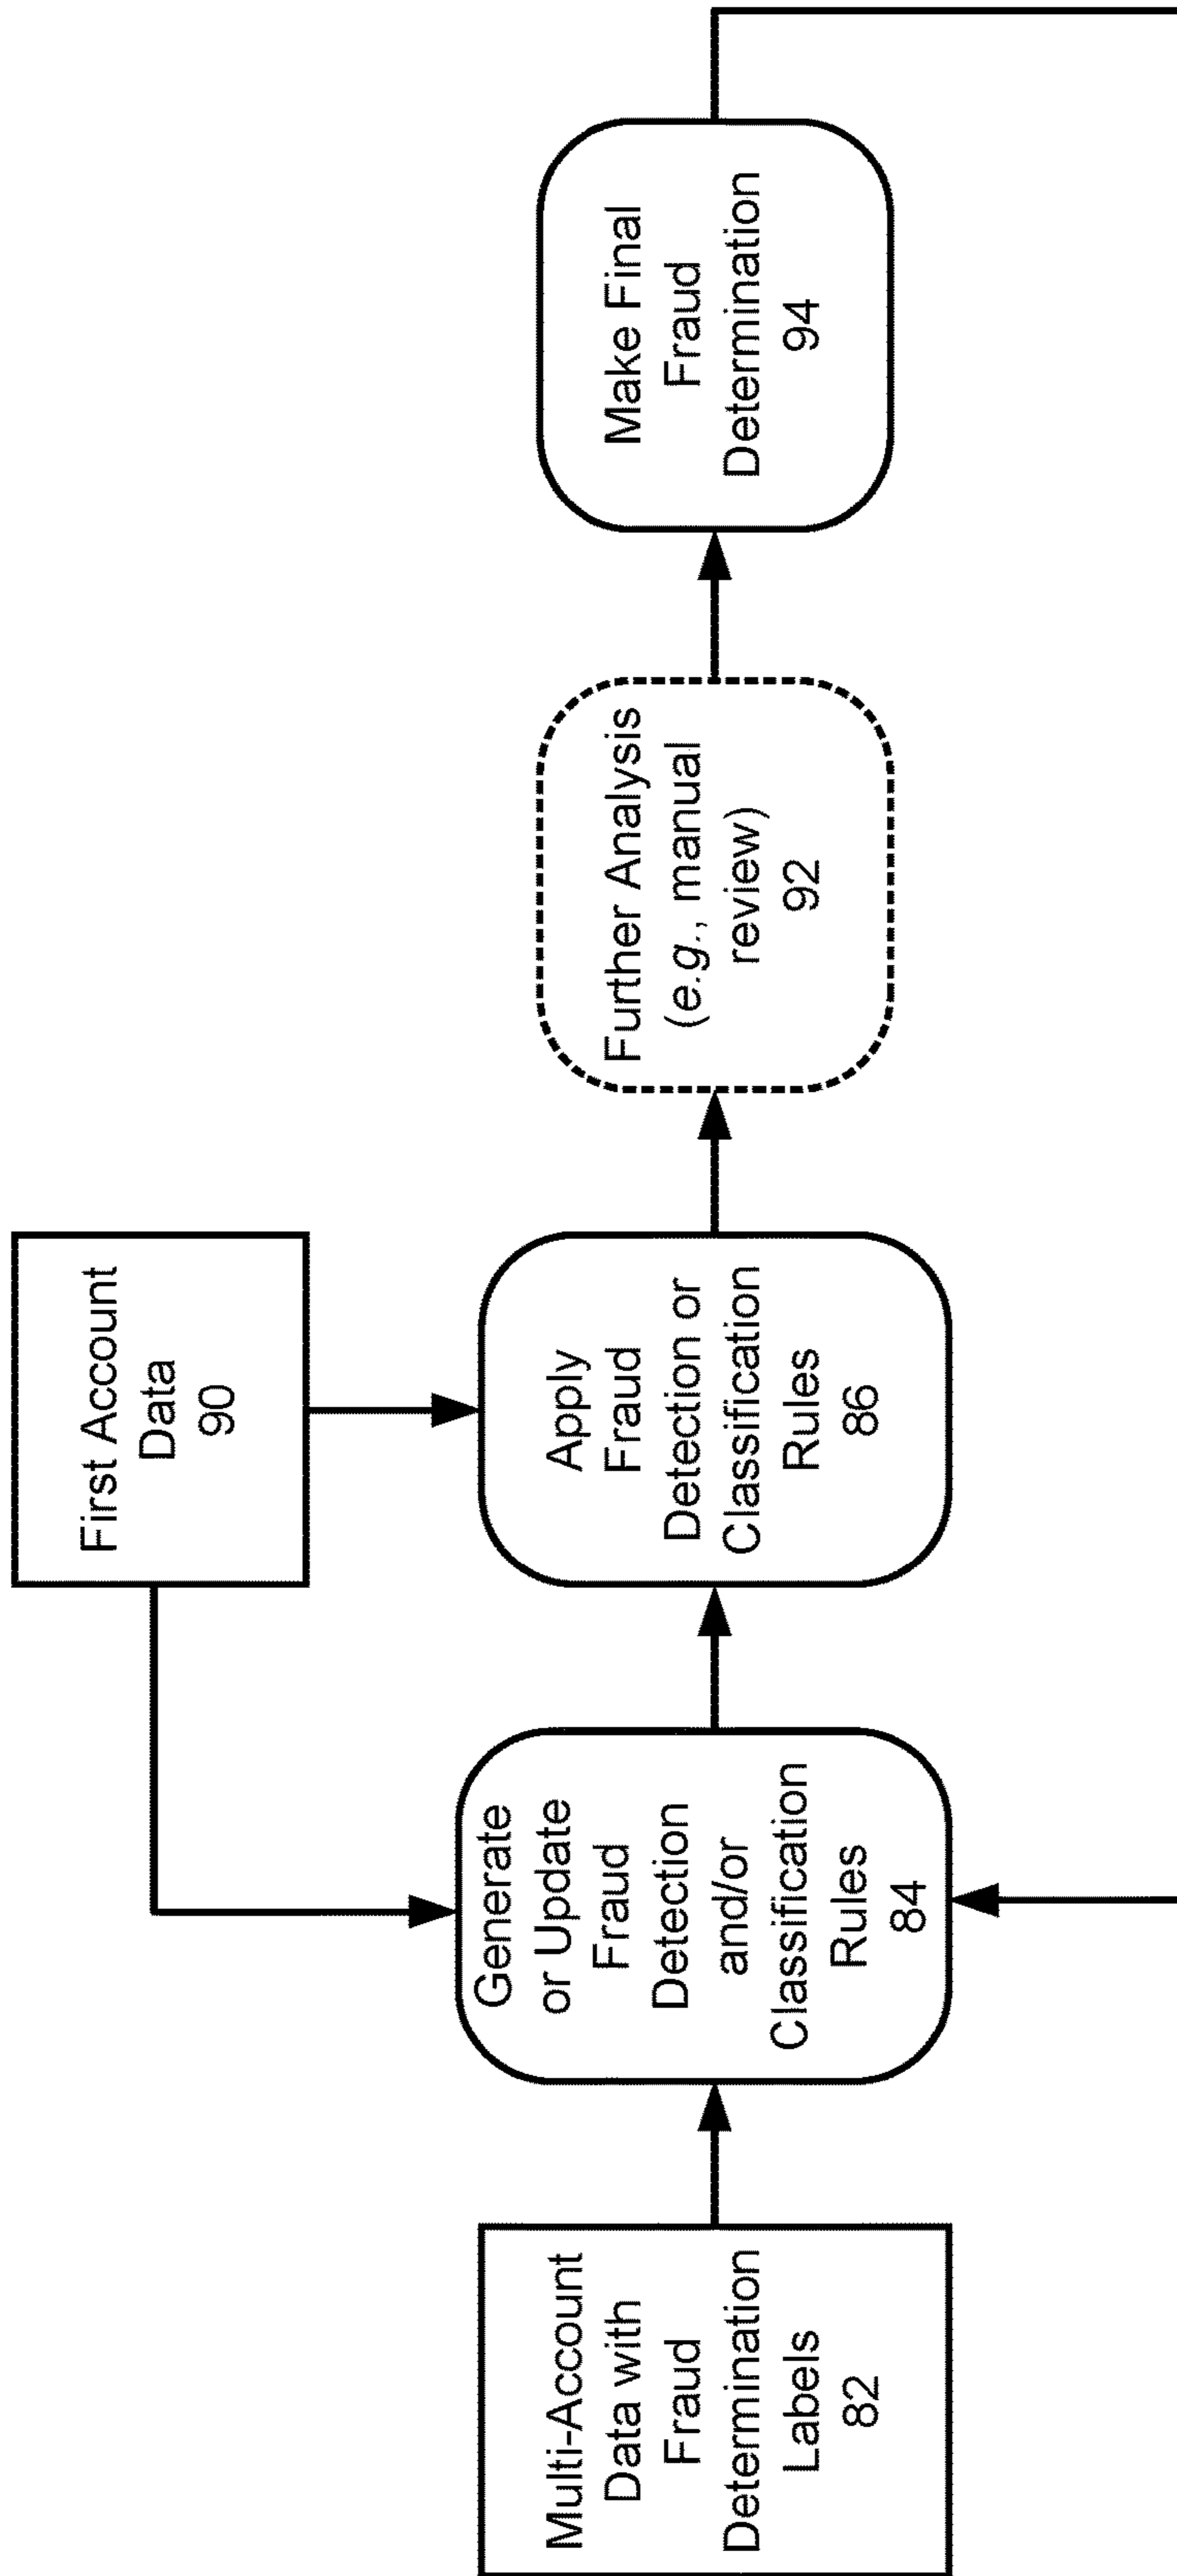 First Account
Data
90
Multi-Account
Data with
Fraud
Determination
Labels
82
Generate
or Update
Fraud
Detection
and/or
Classification
Rules
84
Apply
Fraud
Detection or
Classification
Rules
86
Further Analysis
(e.g., manual
review)
92
Make Final
Fraud
Determination
94